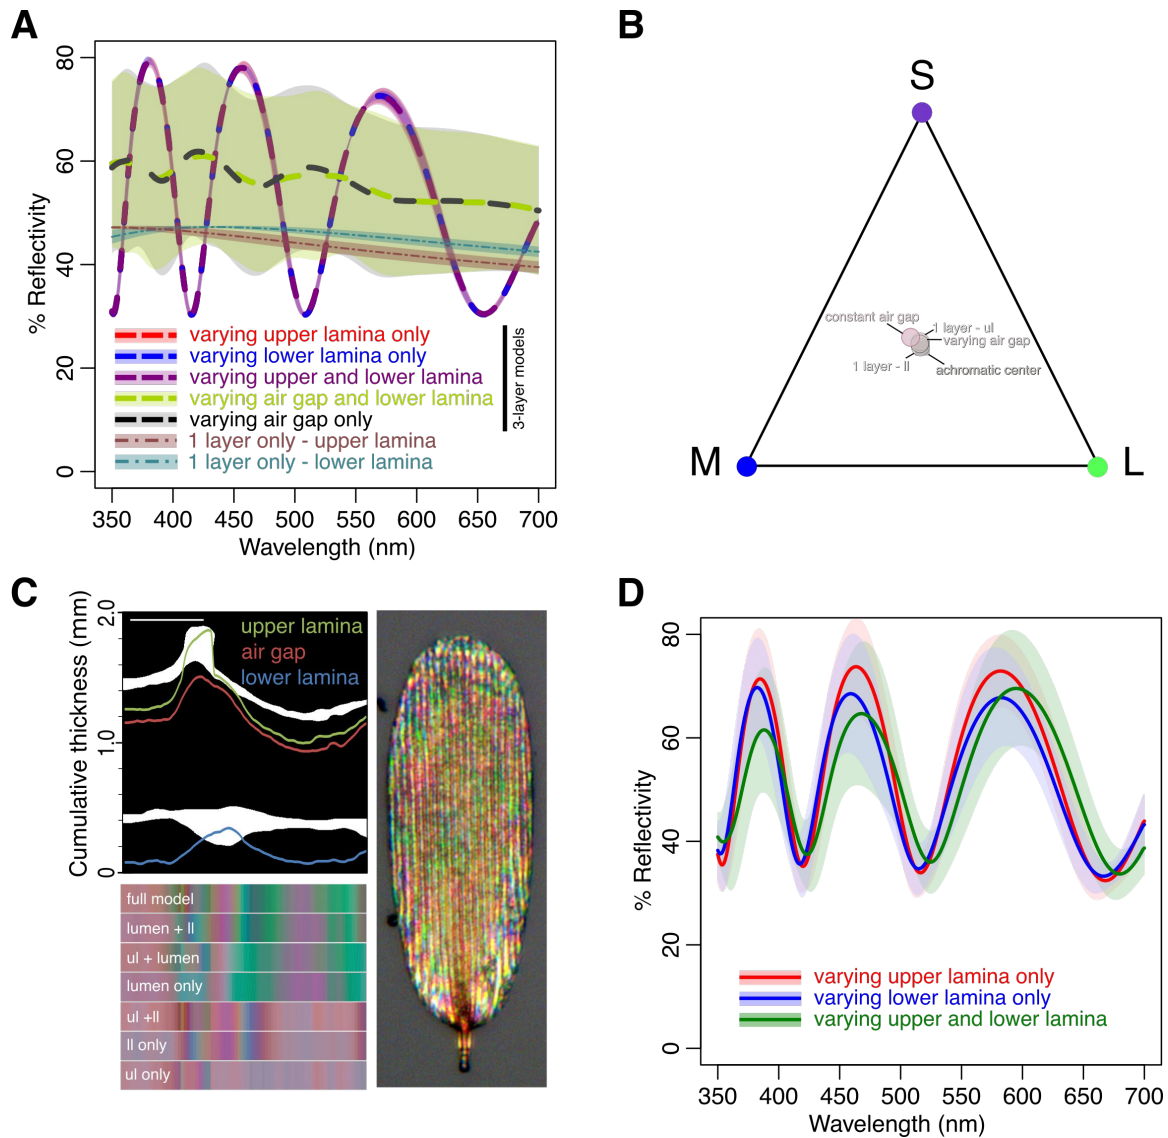 A
% Reflectivity
80
60
40
20
0
varying upper lamina only
varying lower lamina only
varying upper and lower lamina
varying air gap and lower lamina
varying air gap only
1 layer only - upper lamina
1 layer only - lower lamina
3-layer models
350 400 450 500 550 600 650 700
Wavelength (nm)
B
S
constant air gap
1 layer - ul
varying air gap
1 layer - ll
achromatic center
M
L
C
Cumulative thickness (mm)
2.0
1.0
0
upper lamina
air gap
lower lamina
full model
lumen + ll
ul + lumen
lumen only
ul +ll
ll only
ul only
D
% Reflectivity
80
60
40
20
0
varying upper lamina only
varying lower lamina only
varying upper and lower lamina
350 400 450 500 550 600 650 700
Wavelength (nm)